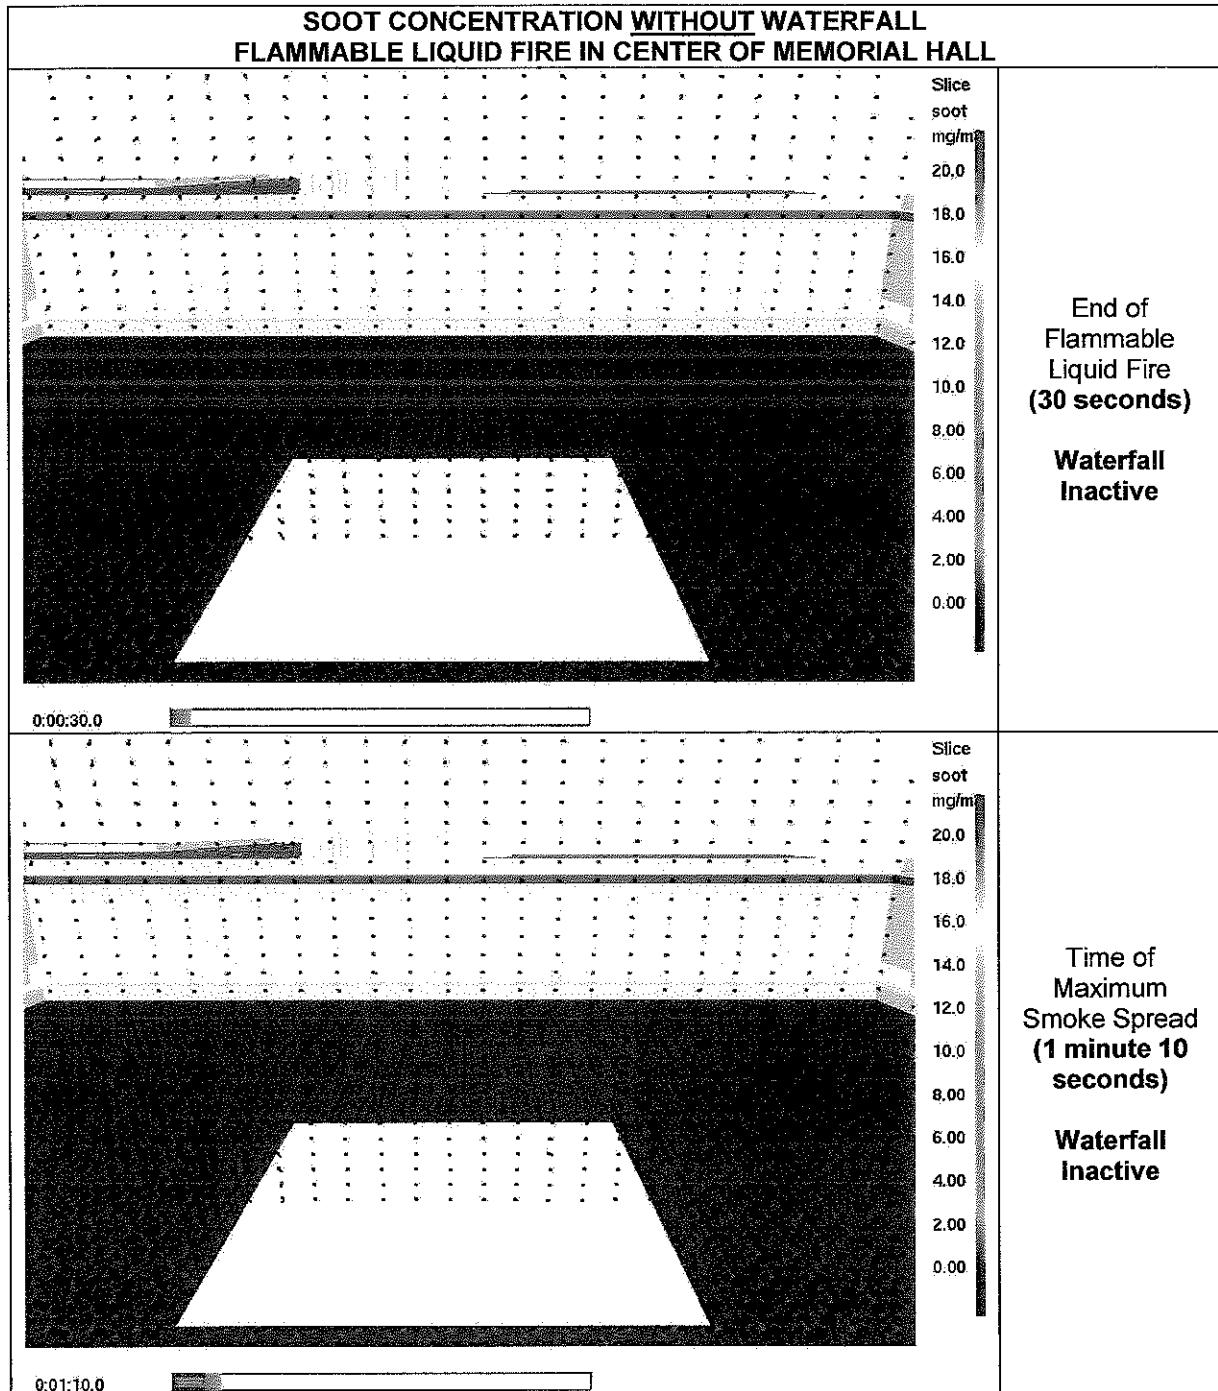 SOOT CONCENTRATION WITHOUT WATERFALL
FLAMMABLE LIQUID FIRE IN CENTER OF MEMORIAL HALL
Slice
soot
mg/m
20.0
18.0
16.0
14.0
12.0
10.0
8.00
6.00
4.00
2.00
0.00
0:00:30.0
End of
Flammable
Liquid Fire
(30 seconds)
Waterfall
Inactive
Slice
soot
mg/m
20.0
18.0
16.0
14.0
12.0
10.0
8.00
6.00
4.00
2.00
0.00
0:01:10.0
Time of
Maximum
Smoke Spread
(1 minute 10
seconds)
Waterfall
Inactive